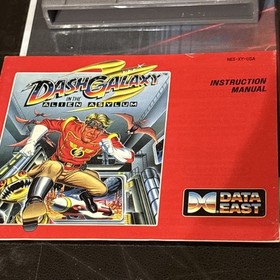 NES-XY-USA
DASH GALAXY
IN THE
ALIEN ASYLUM
INSTRUCTION
MANUAL
DATA
EAST